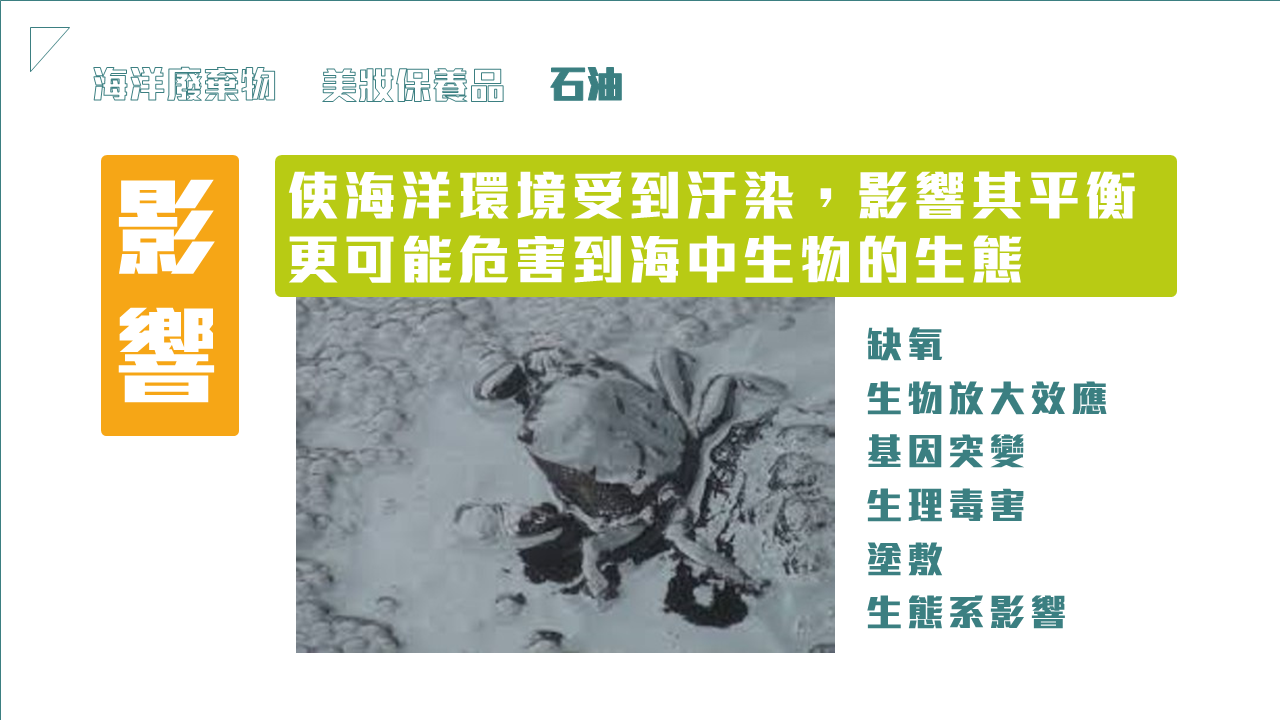 海洋廢棄物 美妝保養品 石油
影響
使海洋環境受到汙染，影響其平衡
更可能危害到海中生物的生態
缺氧
生物放大效應
基因突變
生理毒害
塗敷
生態系影響